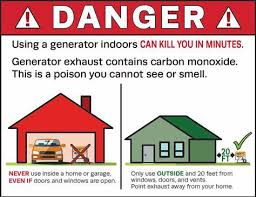 DANGER
Using a generator indoors CAN KILL YOU IN MINUTES.
Generator exhaust contains carbon monoxide.
This is a poison you cannot see or smell.
NEVER use inside a home or garage,
EVEN IF doors and windows are open.
20
FT
Only use OUTSIDE and 20 feet from
windows, doors, and vents.
Point exhaust away from your home.